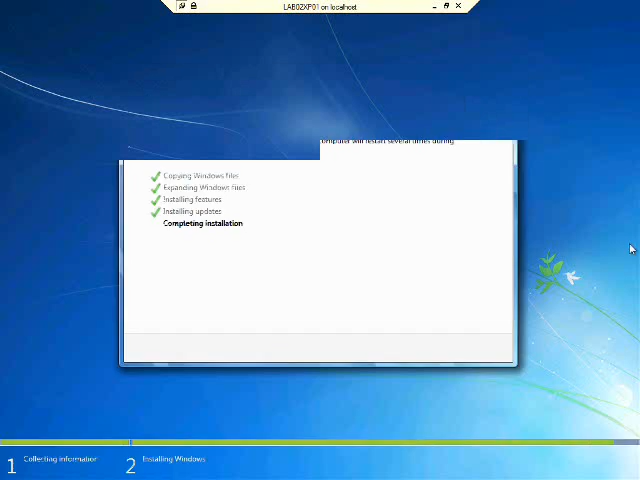 LAB02XP01 on localhost
omputer will restart several times during
Copying Windows files
Expanding Windows files
Installing features
Installing updates
Completing installation
1 Collecting information
2 Installing Windows